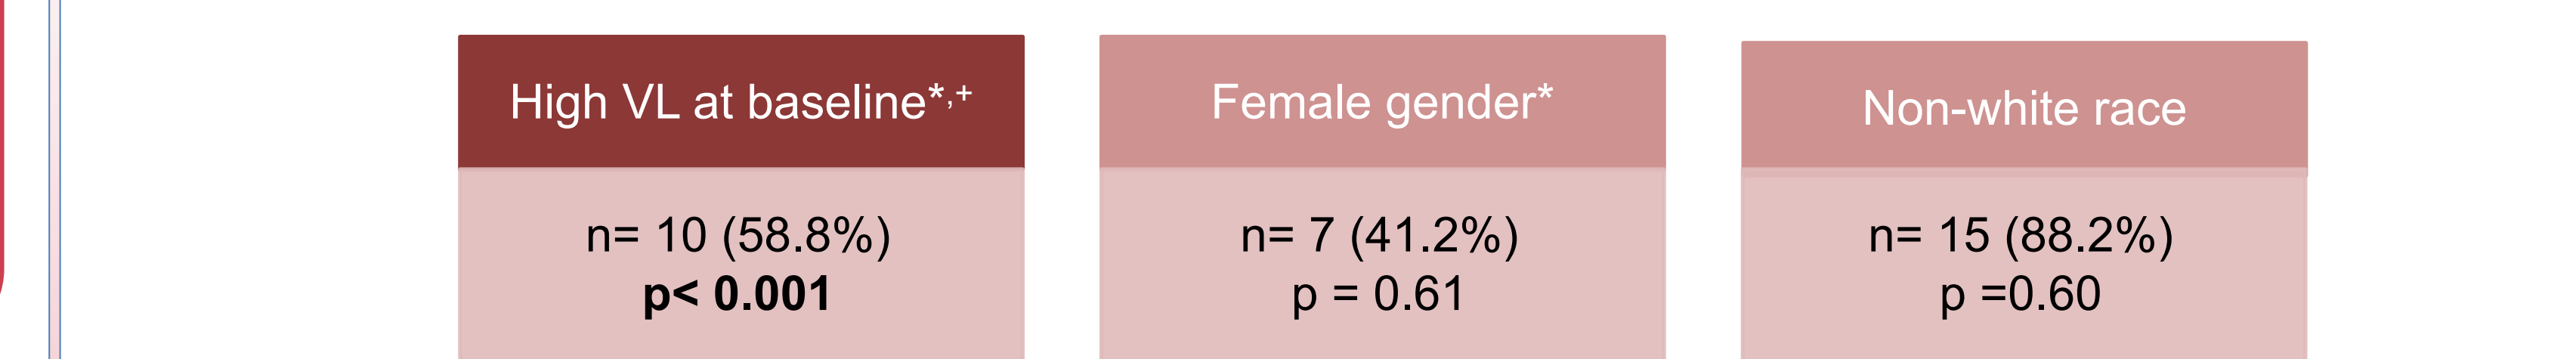 High VL at baseline*,+
n= 10 (58.8%)
p< 0.001
Female gender*
n= 7 (41.2%)
p = 0.61
Non-white race
n= 15 (88.2%)
p =0.60